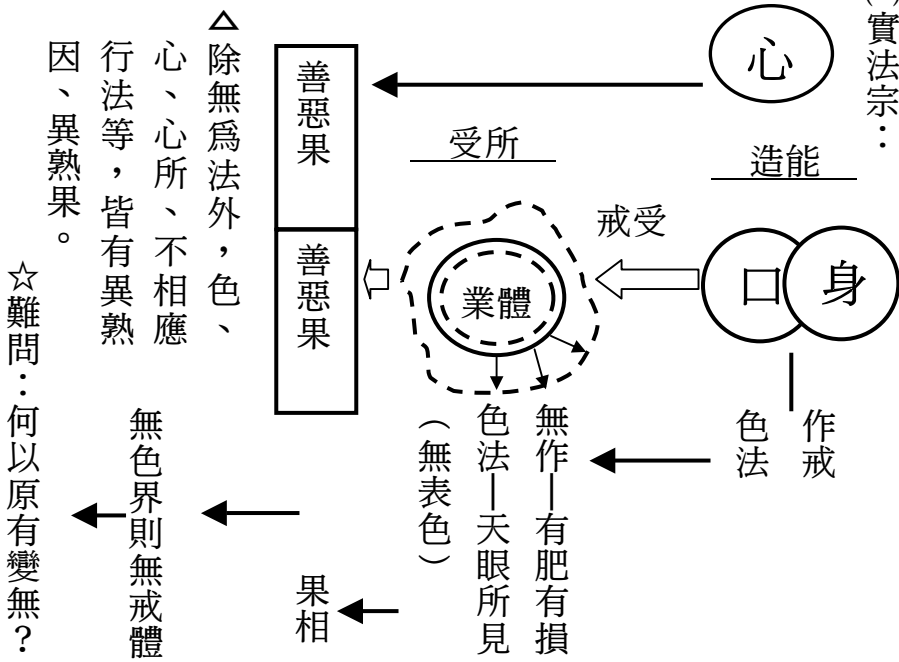 實法宗：
心
身
口
能造
作戒
色法
受戒
所受
業體
無作—有肥有損
色法—天眼所見
（無表色）
善惡果
善惡果
果相
無色界則無戒體
△除無爲法外，色、
心、心所、不相應
行法等，皆有異熟
因、異熟果。
☆難問：何以原有變無？